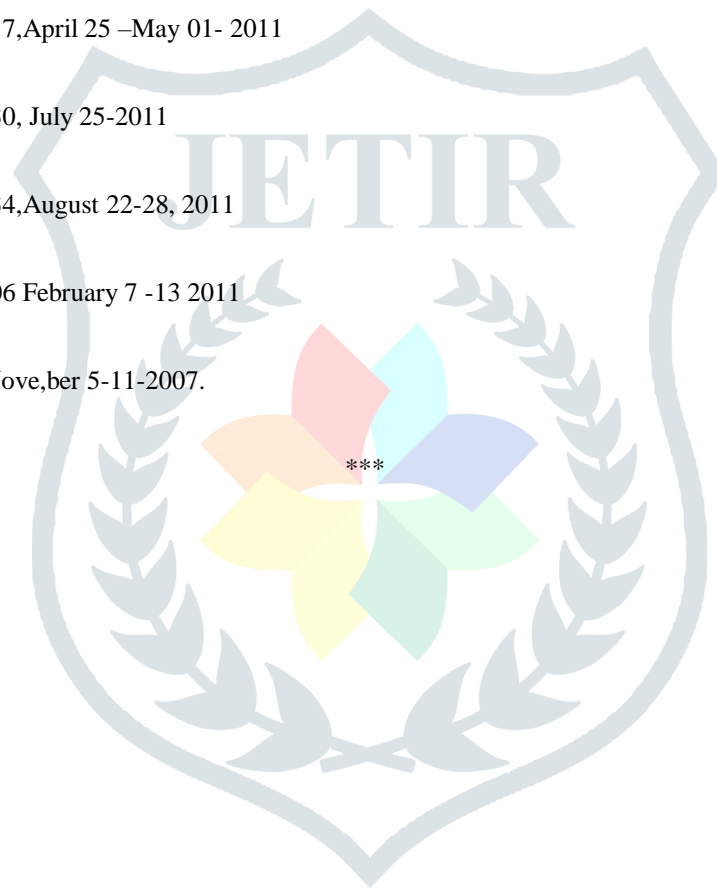 7,April 25 –May 01- 2011
0, July 25-2011
4,August 22-28, 2011
06 February 7 -13 2011
ove,ber 5-11-2007.
***
JETIR